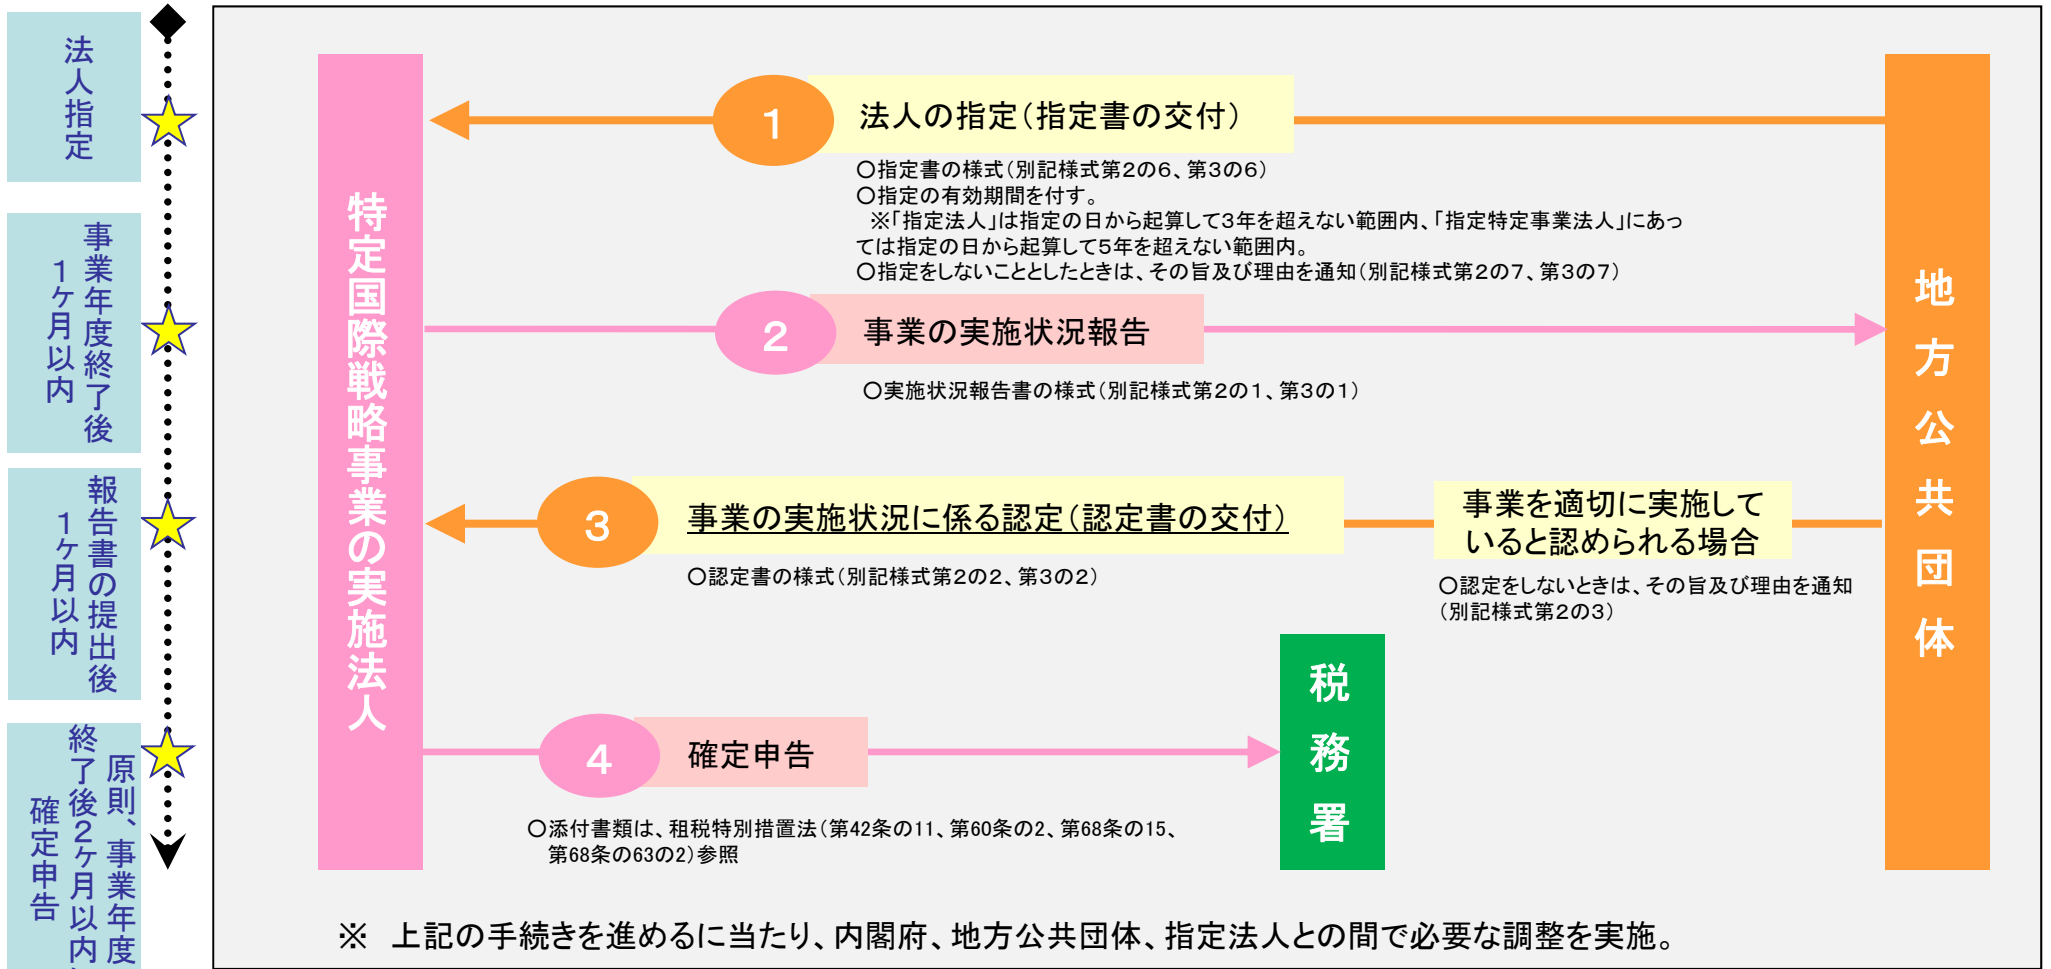 法人指定
事業年度終了後
1ヶ月以内
報告書の提出後
1ヶ月以内
原則、事業年度
終了後2ヶ月以内
確定申告
特定国際戦略事業の実施法人
地方公共団体
1
法人の指定（指定書の交付）
○指定書の様式（別記様式第2の6、第3の6）
○指定の有効期間を付す。
※「指定法人」は指定の日から起算して3年を超えない範囲内、「指定特定事業法人」にあっ
ては指定の日から起算して5年を超えない範囲内。
○指定をしないこととしたときは、その旨及び理由を通知（別記様式第2の7、第3の7）
2
事業の実施状況報告
○実施状況報告書の様式（別記様式第2の1、第3の1）
3
事業の実施状況に係る認定（認定書の交付）
○認定書の様式（別記様式第2の2、第3の2）
事業を適切に実施して
いると認められる場合
○認定をしないときは、その旨及び理由を通知
（別記様式第2の3）
4
確定申告
税務署
○添付書類は、租税特別措置法（第42条の11、第60条の2、第68条の15、
第68条の63の2）参照
※　上記の手続きを進めるに当たり、内閣府、地方公共団体、指定法人との間で必要な調整を実施。